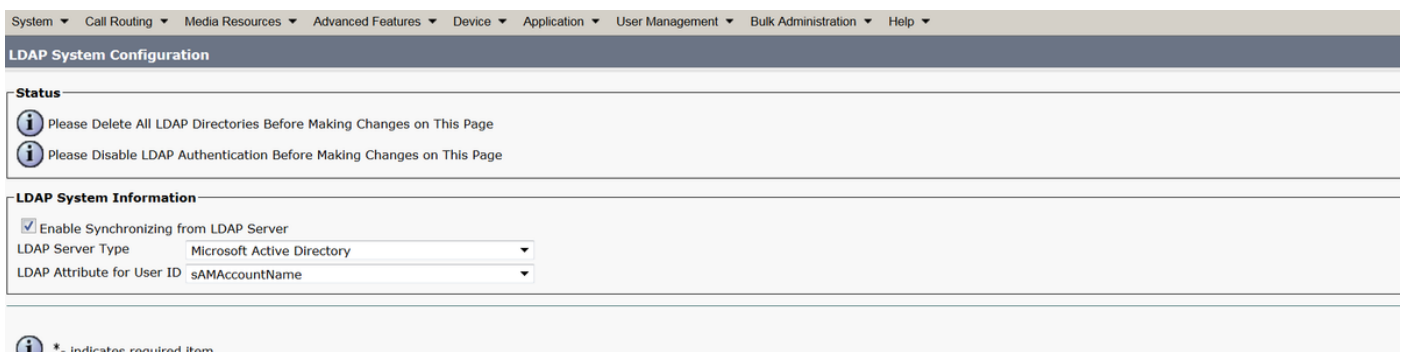 System Call Routing Media Resources Advanced Features Device Application User Management Bulk Administration Help
LDAP System Configuration
Status
Please Delete All LDAP Directories Before Making Changes on This Page
Please Disable LDAP Authentication Before Making Changes on This Page
LDAP System Information
Enable Synchronizing from LDAP Server
LDAP Server Type Microsoft Active Directory
LDAP Attribute for User ID sAMAccountName
*- indicates required item